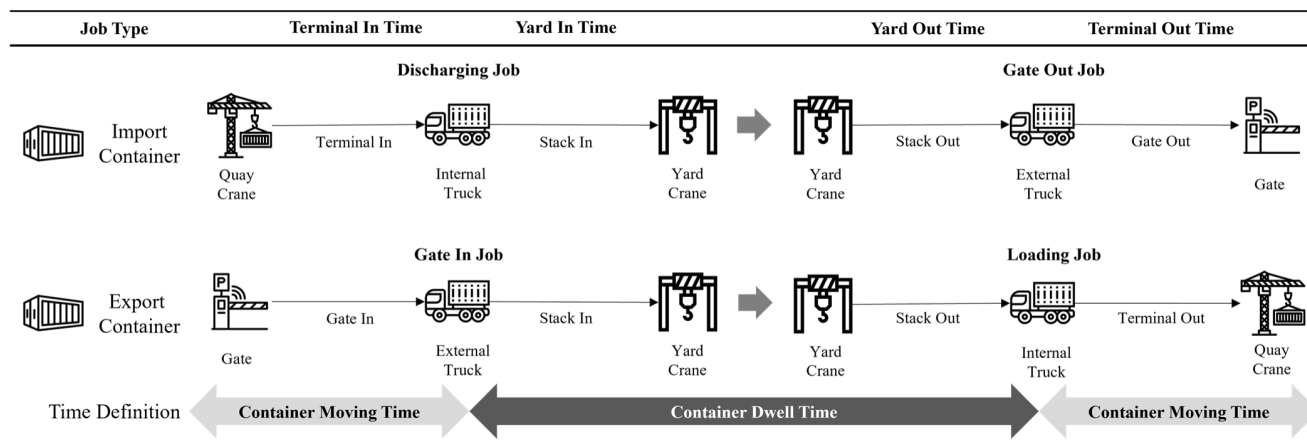 Job Type Terminal In Time Yard In Time Yard Out Time Terminal Out Time
Discharging Job Gate Out Job
Import
Container
Terminal In Stack In Stack Out Gate Out
Quay
Crane
Internal
Truck
Yard
Crane
Yard
Crane
External
Truck
Gate
P
Gate In Job Loading Job
P
Export
Container
Gate In Stack In Stack Out Terminal Out
Gate
External
Truck
Yard
Crane
Yard
Crane
Internal
Truck
Quay
Crane
Time Definition Container Moving Time Container Dwell Time Container Moving Time